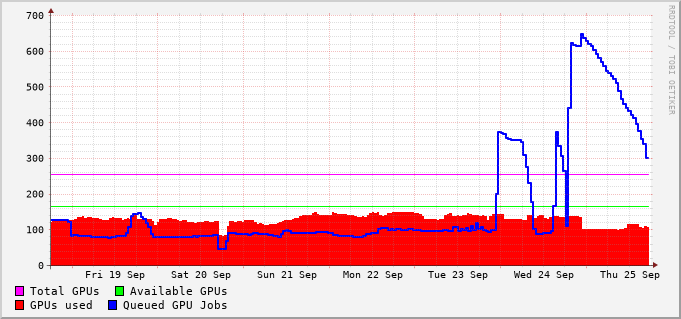 700
600
500
400
300
200
100
0
Fri 19 Sep Sat 20 Sep Sun 21 Sep Mon 22 Sep Tue 23 Sep Wed 24 Sep Thu 25 Sep
Total GPUs Available GPUs
GPUs used Queued GPU Jobs
RRDTOOL / TOBI OETIKER